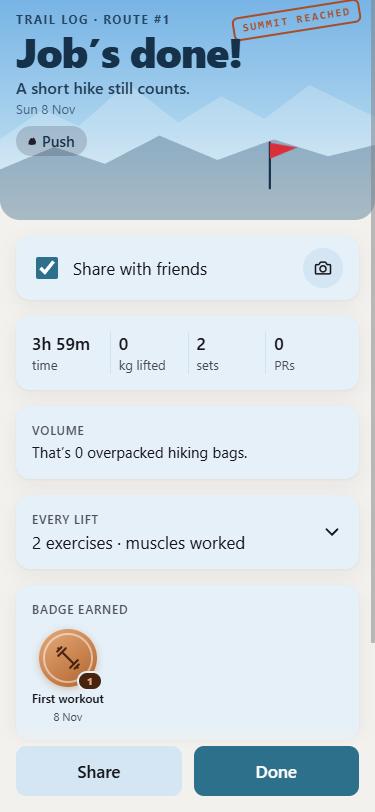 TRAIL LOG · ROUTE #1
SUMMIT REACHED
Job's done!
A short hike still counts.
Sun 8 Nov
Push
Share with friends
3h 59m
time
0
kg lifted
2
sets
0
PRs
VOLUME
That's 0 overpacked hiking bags.
EVERY LIFT
2 exercises · muscles worked
BADGE EARNED
1
First workout
8 Nov
Share
Done